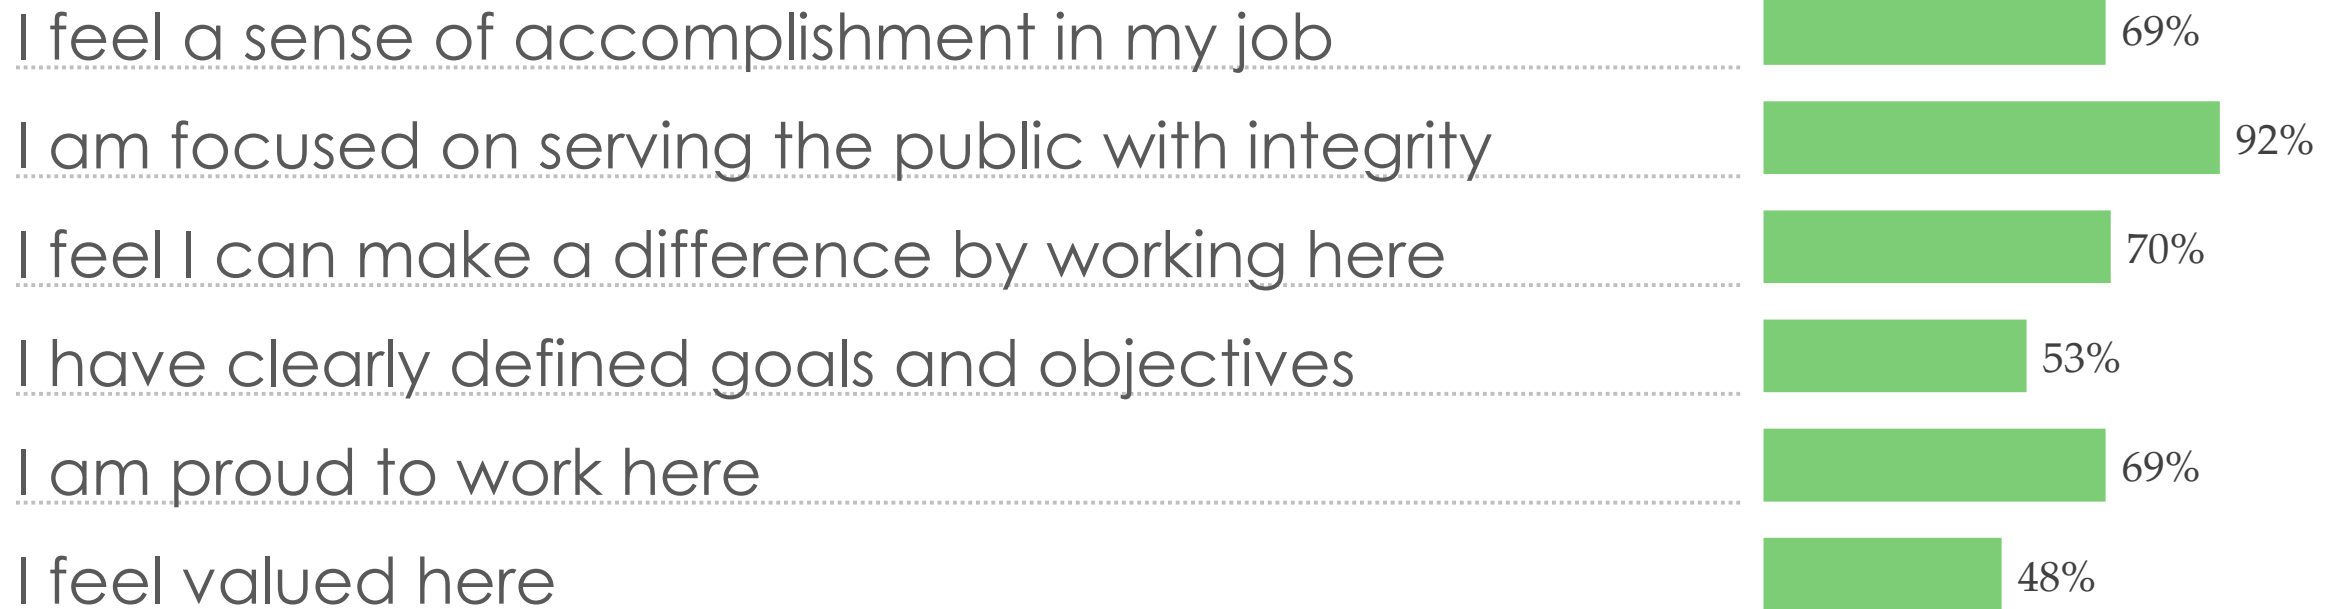 I feel a sense of accomplishment in my job 69%
I am focused on serving the public with integrity 92%
I feel I can make a difference by working here 70%
I have clearly defined goals and objectives 53%
I am proud to work here 69%
I feel valued here 48%